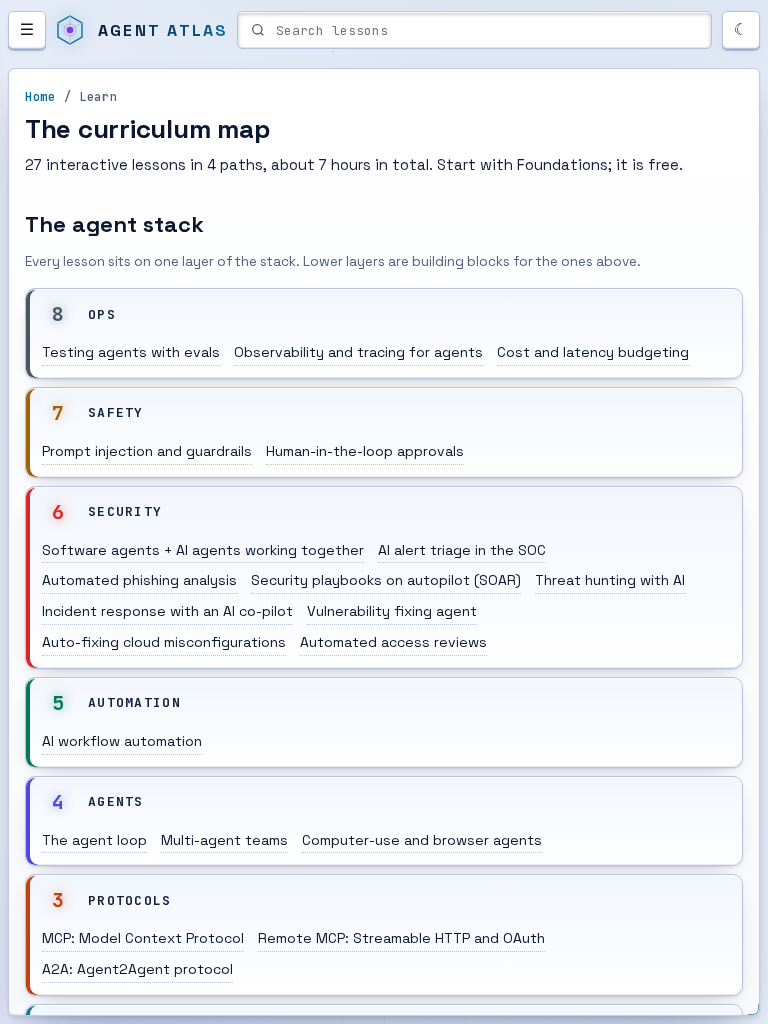 AGENT ATLAS
Search lessons
Home / Learn
The curriculum map
27 interactive lessons in 4 paths, about 7 hours in total. Start with Foundations; it is free.
The agent stack
Every lesson sits on one layer of the stack. Lower layers are building blocks for the ones above.
8 OPS
Testing agents with evals Observability and tracing for agents Cost and latency budgeting
7 SAFETY
Prompt injection and guardrails Human-in-the-loop approvals
6 SECURITY
Software agents + AI agents working together AI alert triage in the SOC
Automated phishing analysis Security playbooks on autopilot (SOAR) Threat hunting with AI
Incident response with an AI co-pilot Vulnerability fixing agent
Auto-fixing cloud misconfigurations Automated access reviews
5 AUTOMATION
AI workflow automation
4 AGENTS
The agent loop Multi-agent teams Computer-use and browser agents
3 PROTOCOLS
MCP: Model Context Protocol Remote MCP: Streamable HTTP and OAuth
A2A: Agent2Agent protocol